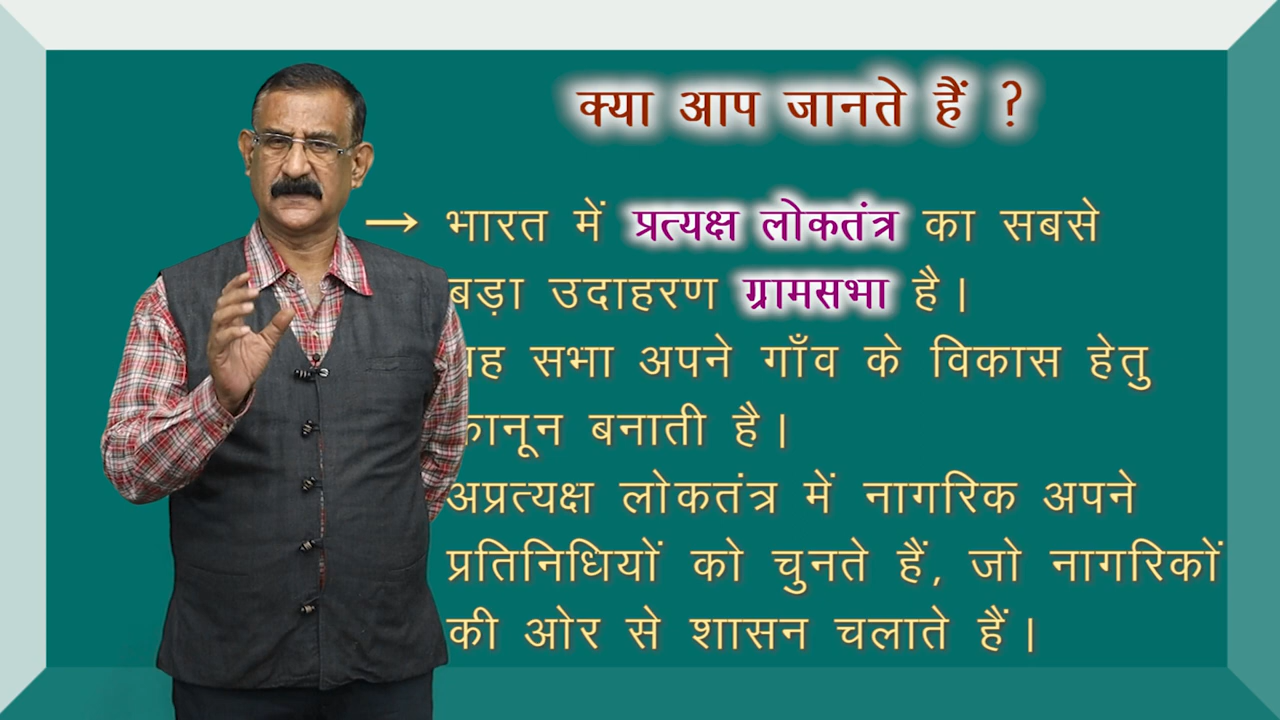 क्या आप जानते हैं ?
→ भारत में प्रत्यक्ष लोकतंत्र का सबसे
बड़ा उदाहरण ग्रामसभा है।
सभा अपने गाँव के विकास हेतु
कानून बनाती है।
अप्रत्यक्ष लोकतंत्र में नागरिक अपने
प्रतिनिधियों को चुनते हैं, जो नागरिकों
की ओर से शासन चलाते हैं।